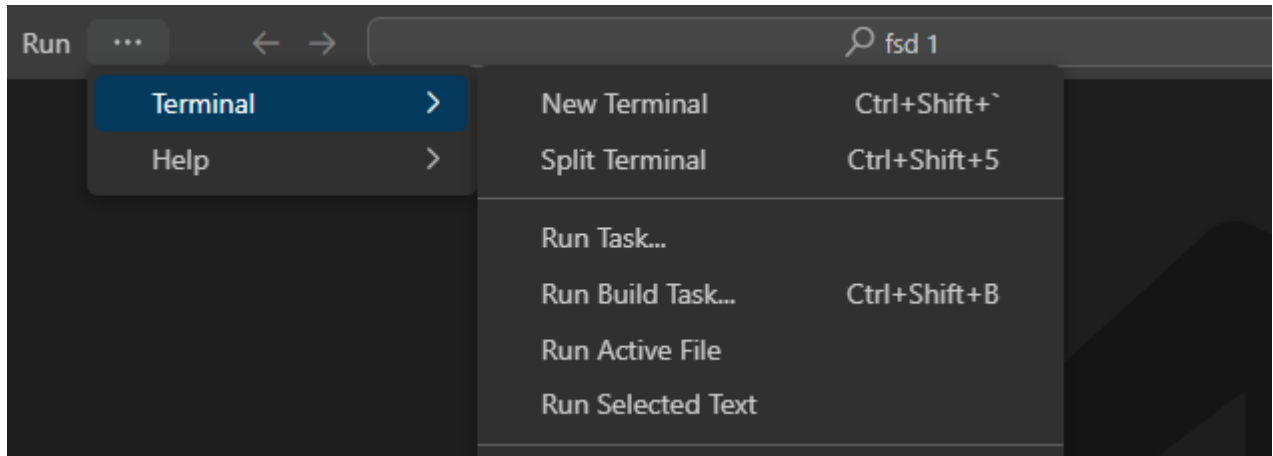 Run ··· ← → fsd 1
Terminal >
Help >
New Terminal Ctrl+Shift+`
Split Terminal Ctrl+Shift+5
Run Task...
Run Build Task... Ctrl+Shift+B
Run Active File
Run Selected Text